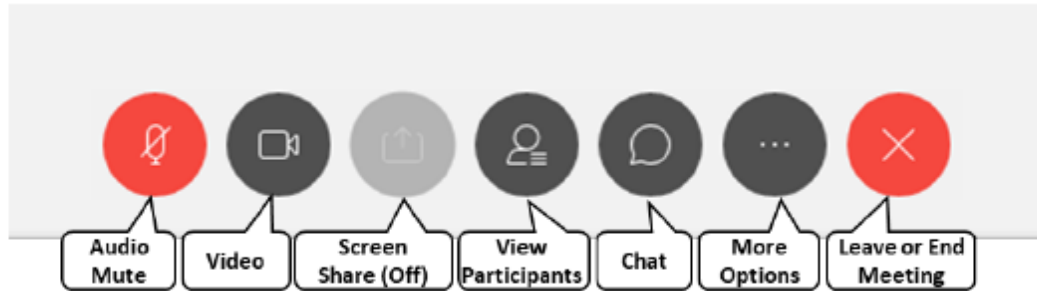 Audio
Mute
Video
Screen
Share (Off)
View
Participants
Chat
More
Options
Leave or End
Meeting